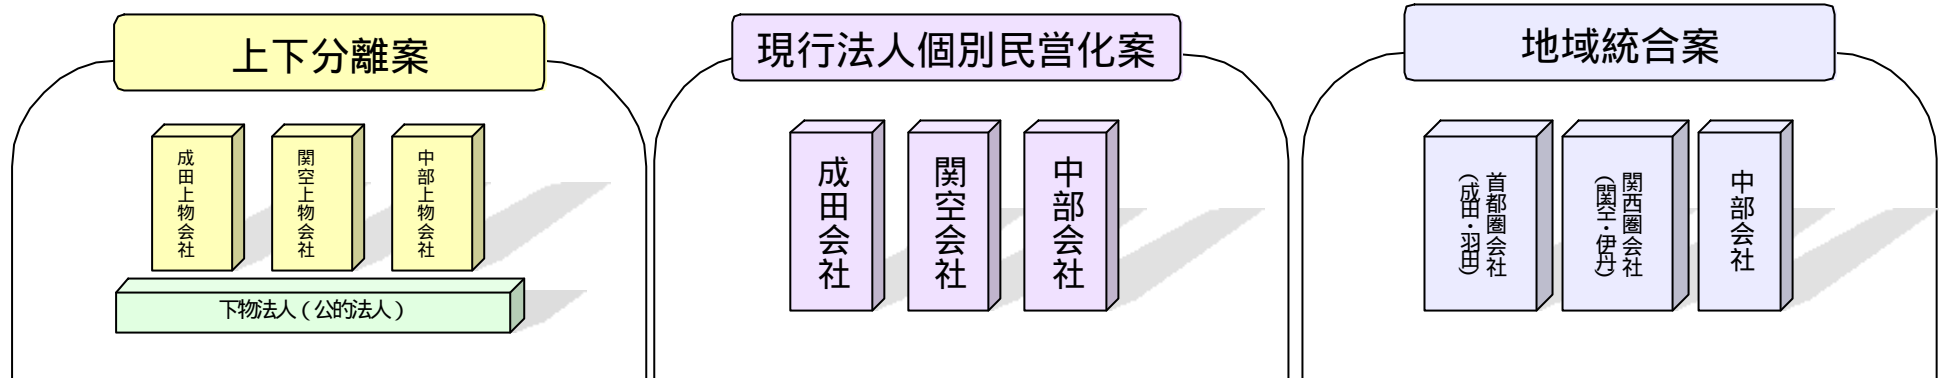 上下分離案
成田上物会社
関空上物会社
中部上物会社
下物法人（公的法人）
現行法人個別民営化案
成田会社
関空会社
中部会社
地域統合案
首都圏会社
(成田・羽田)
関西圏会社
(関空・伊丹)
中部会社